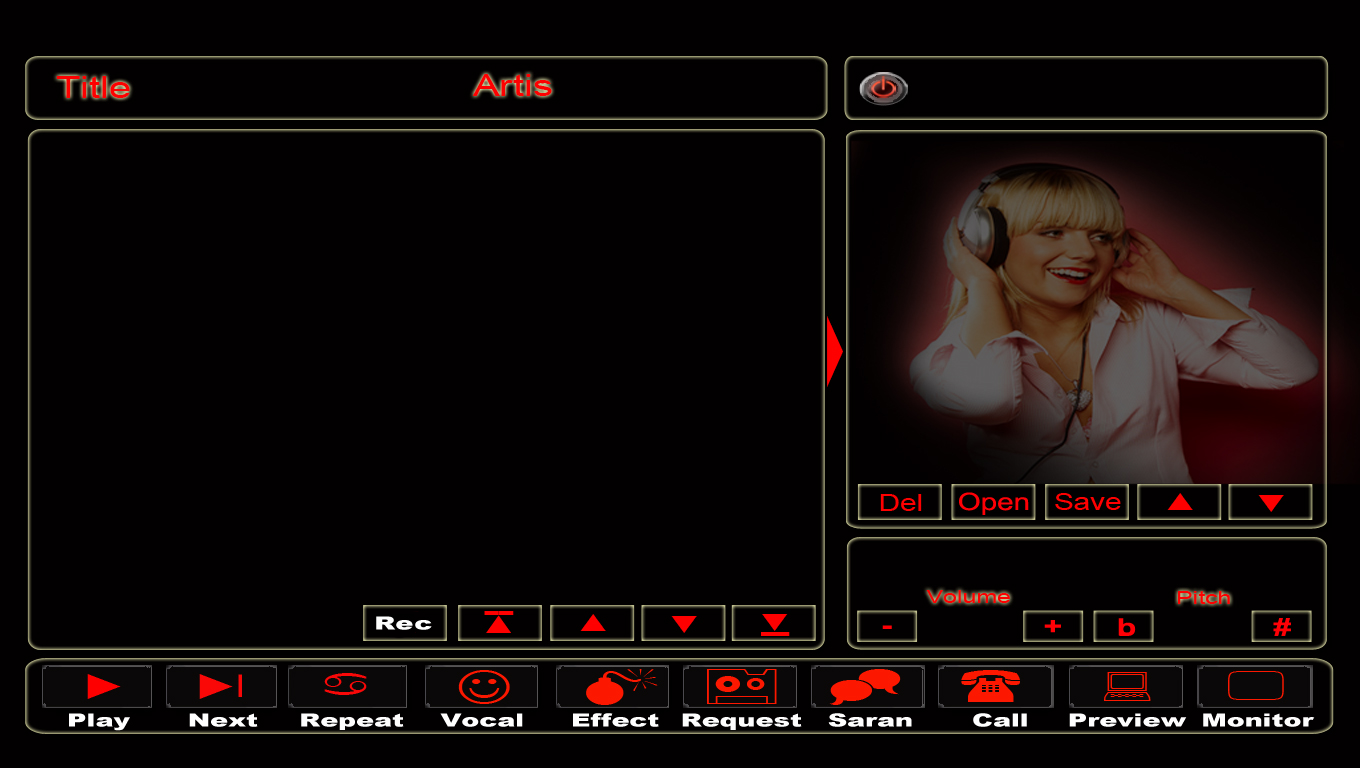 Title Artis
Del Open Save
Volume Pitch
- + b #
Rec
Play Next Repeat Vocal Effect Request Saran Call Preview Monitor